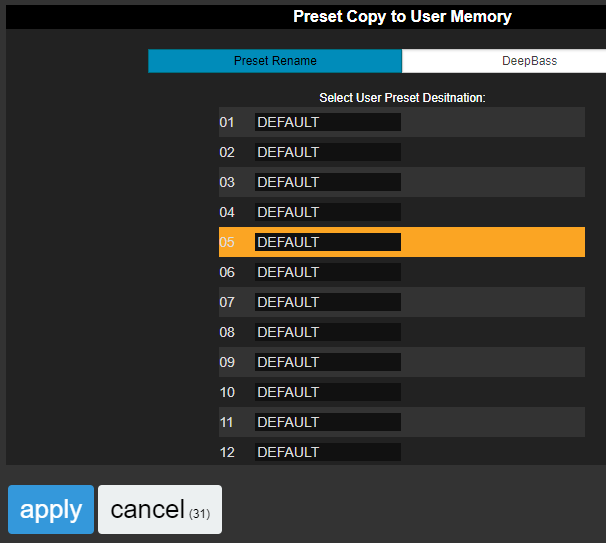 Preset Copy to User Memory
Preset Rename DeepBass
Select User Preset Desitnation:
01 DEFAULT
02 DEFAULT
03 DEFAULT
04 DEFAULT
05 DEFAULT
06 DEFAULT
07 DEFAULT
08 DEFAULT
09 DEFAULT
10 DEFAULT
11 DEFAULT
12 DEFAULT
apply cancel (31)